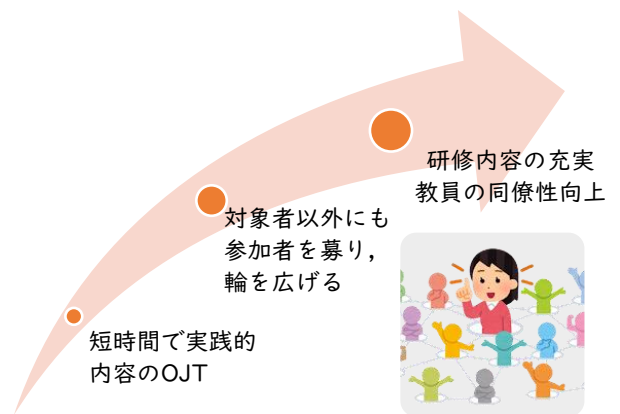 研修内容の充実
教員の同僚性向上
対象者以外にも
参加者を募り，
輪を広げる
短時間で実践的
内容のOJT